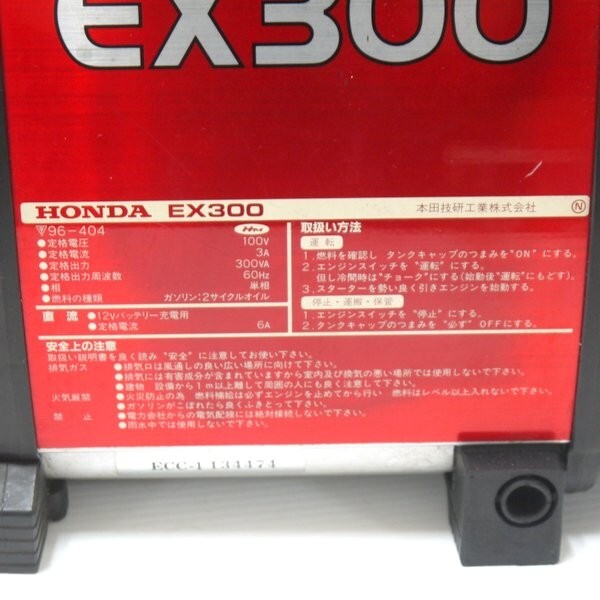 EX300
HONDA EX300
本田技研工業株式会社
N
96-404
●定格電圧 100V
●定格電流 3A
●定格出力 300VA
●定格出力周波数 60Hz
●相 単相
●燃料の種類 ガソリン:2サイクルオイル
直流 ●12Vバッテリー充電用
●定格電流 6A
取扱い方法
運転
1.燃料を確認し タンクキャップのつまみを"ON"にする。
2.エンジンスイッチを"運転"にする。
但し冷間時は"チョーク"にする(始動後"運転"にもどす)。
3.スターターを勢い良く引きエンジンを始動する。
停止・運搬・保管
1.エンジンスイッチを"停止"にする。
2.タンクキャップのつまみを"必ず"OFFにする。
安全上の注意
取扱い説明書を良く読み"安全"に注意してお使い下さい。
排気ガス ●排気口は風通しの良い広い場所に向けて下さい。
●排気には有害成分が含まれていますから室内及び換気の悪い場所では使用しないで下さい。
●建物 設備から1m以上離して周囲の人にも良く注意して下さい。
火気厳禁 ●火災防止の為 燃料補給は必ずエンジンを止めてから行い 燃料はレベル以上入れないで下さい。
●ガソリンがこぼれたら良くふきとって下さい。
禁止 ●電力会社からの電気配線には絶対接続しないで下さい。
●雨水中では使用しないで下さい。
ECC-1134474